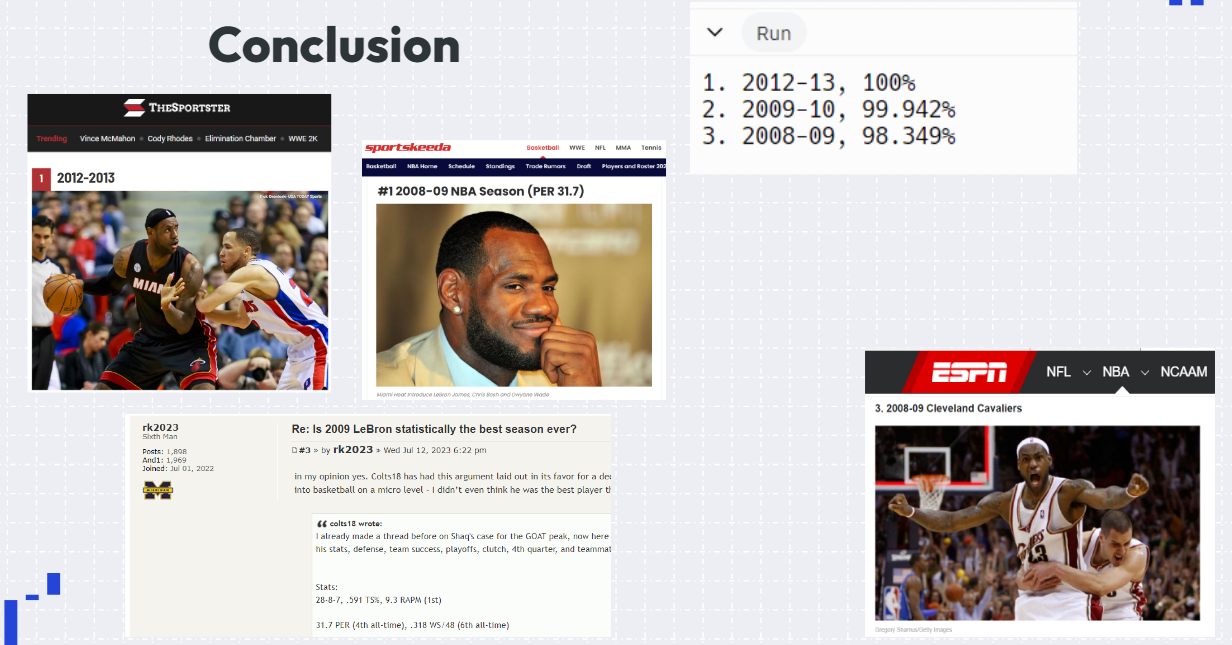 Conclusion
THESPORTSTER
Trending Vince McMahon Cody Rhodes Elimination Chamber WWE 2K
1 2012-2013
sportskeeda
Basketball WWE NFL MMA Tennis
Basketball NBA Home Schedule Standings Trade Rumors Draft Players and Roster 202
#1 2008-09 NBA Season (PER 31.7)
MIAMI
Miami Heat Introduce LeBron James, Chris Bosh and Dwyane Wade
Run
1. 2012-13, 100%
2. 2009-10, 99.942%
3. 2008-09, 98.349%
rk2023
Sixth Man
Posts: 1,898
And1: 1,969
Joined: Jul 01, 2022
M
Re: Is 2009 LeBron statistically the best season ever?
#3 » by rk2023 » Wed Jul 12, 2023 6:22 pm
in my opinion yes. Colts18 has had this argument laid out in its favor for a dec
into basketball on a micro level - I didn't even think he was the best player th
colts18 wrote:
I already made a thread before on Shaq's case for the GOAT peak, now here
his stats, defense, team success, playoffs, clutch, 4th quarter, and teammat
Stats:
28-8-7, .591 TS%, 9.3 RAPM (1st)
31.7 PER (4th all-time), .318 WS/48 (6th all-time)
ESPN
NFL NBA NCAAM
3. 2008-09 Cleveland Cavaliers
23
Gregory Shamus/Getty Images